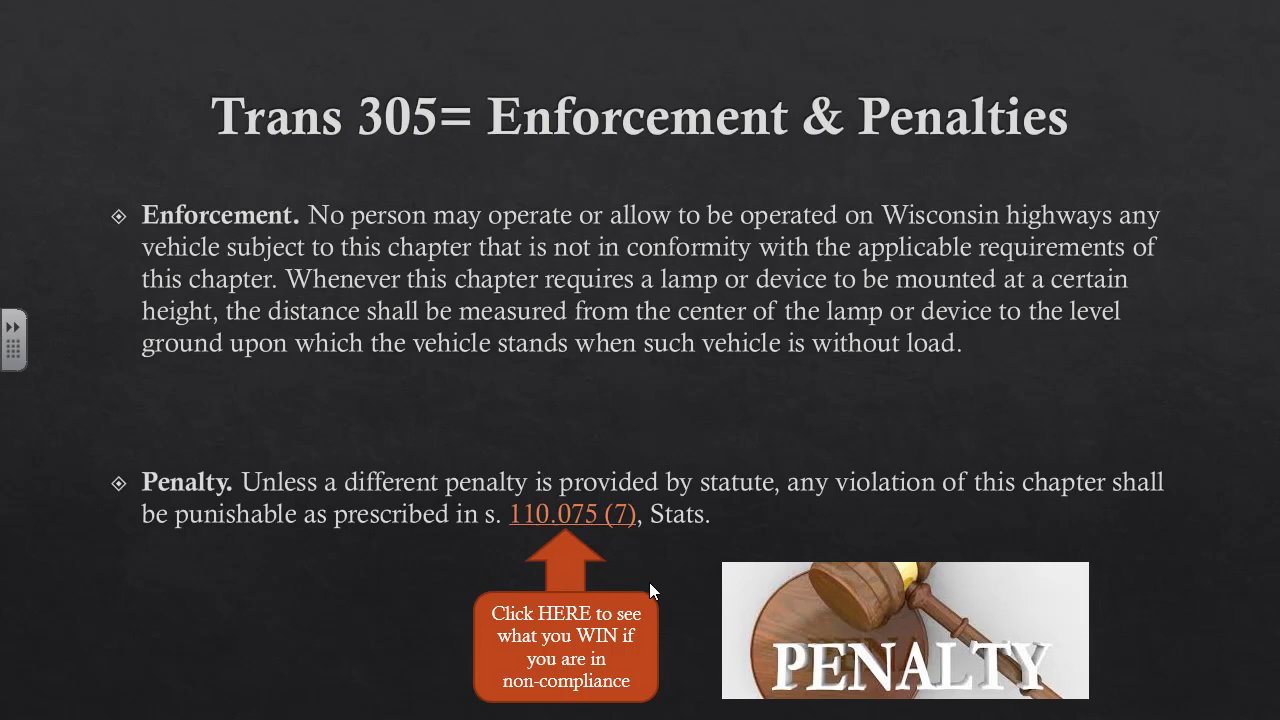 Trans 305= Enforcement & Penalties
Enforcement. No person may operate or allow to be operated on Wisconsin highways any
vehicle subject to this chapter that is not in conformity with the applicable requirements of
this chapter. Whenever this chapter requires a lamp or device to be mounted at a certain
height, the distance shall be measured from the center of the lamp or device to the level
ground upon which the vehicle stands when such vehicle is without load.
Penalty. Unless a different penalty is provided by statute, any violation of this chapter shall
be punishable as prescribed in s. 110.075 (7), Stats.
Click HERE to see
what you WIN if
you are in
non-compliance
PENALTY